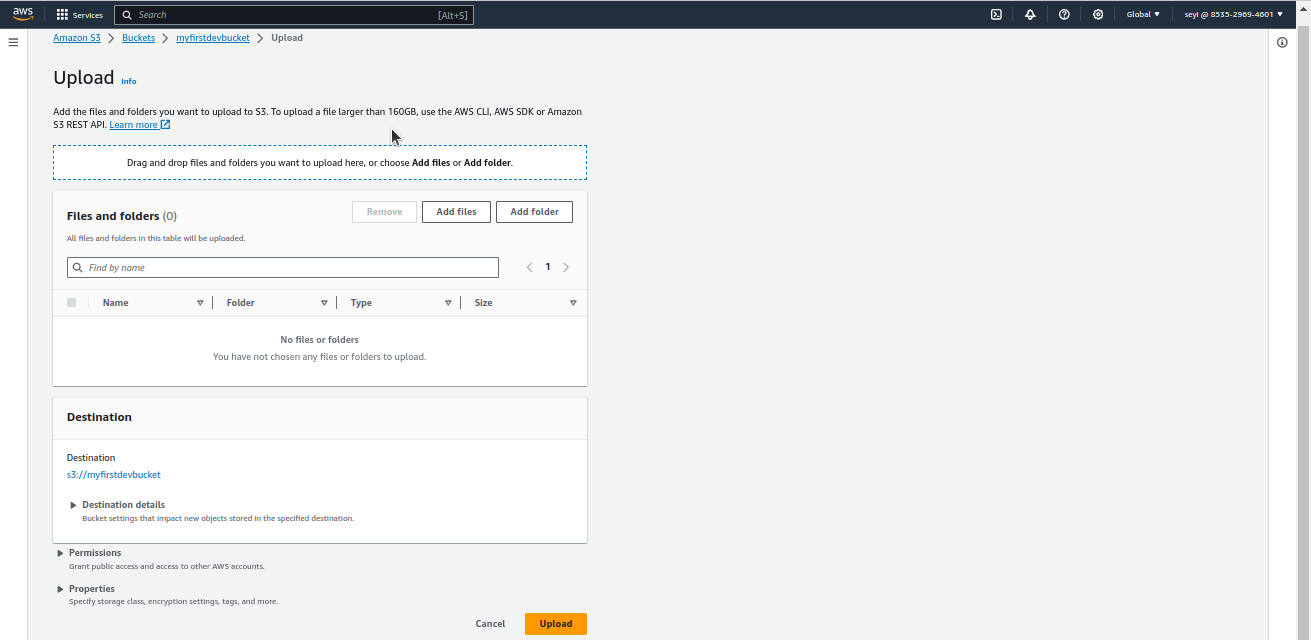 aws Services Search [Alt+S] Global seyi @ 8535-2969-4601
Amazon S3 Buckets myfirstdevbucket Upload
Upload Info
Add the files and folders you want to upload to S3. To upload a file larger than 160GB, use the AWS CLI, AWS SDK or Amazon
S3 REST API. Learn more
Drag and drop files and folders you want to upload here, or choose Add files or Add folder.
Files and folders (0) Remove Add files Add folder
All files and folders in this table will be uploaded.
Find by name 1
Name Folder Type Size
No files or folders
You have not chosen any files or folders to upload.
Destination
Destination
s3://myfirstdevbucket
Destination details
Bucket settings that impact new objects stored in the specified destination.
Permissions
Grant public access and access to other AWS accounts.
Properties
Specify storage class, encryption settings, tags, and more.
Cancel Upload